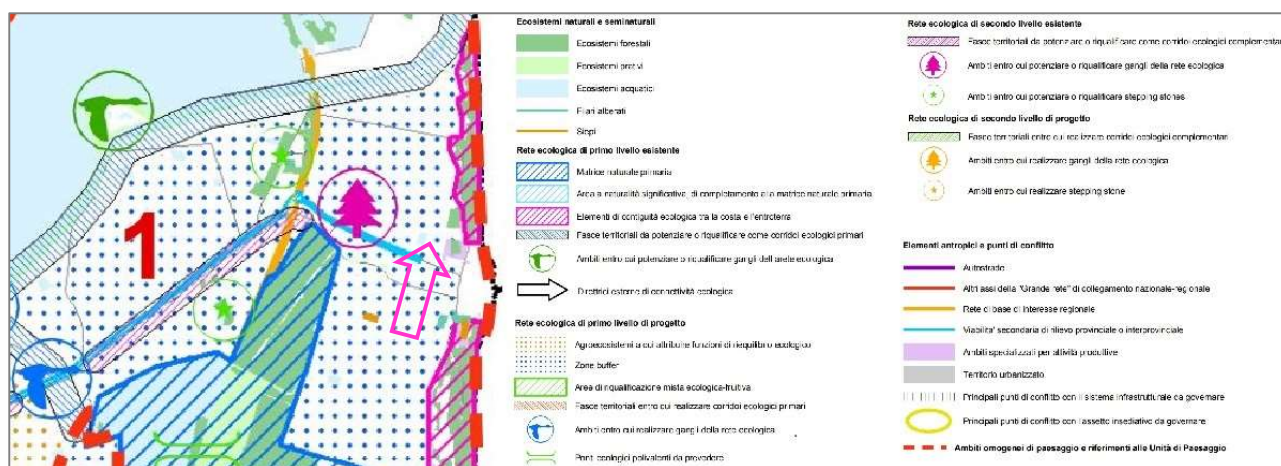 1
Ecosistemi naturali e seminaturali
Ecosistemi forestali
Ecosistemi prativi
Ecosistemi acquatici
Filari alberati
Siepi
Rete ecologica di primo livello esistente
Matrice naturale primaria
Area a naturalità significativa, di completamento alla matrice naturale primaria
Elementi di contiguità ecologica tra la costa e l'entroterra
Fasce territoriali da potenziare o riqualificare come corridoi ecologici primari
Ambiti entro cui potenziare o riqualificare gangli della rete ecologica
Direttrici esterne di connettività ecologica
Rete ecologica di primo livello di progetto
Agroecosistemi a cui attribuire funzioni di riequilibrio ecologico
Zone buffer
Aree di riqualificazione mista ecologica-fruitiva
Fasce territoriali entro cui realizzare corridoi ecologici primari
Ambiti entro cui realizzare gangli della rete ecologica
Ponti ecologici polivalenti da prevedere
Rete ecologica di secondo livello esistente
Fasce territoriali da potenziare o riqualificare come corridoi ecologici complementari
Ambiti entro cui potenziare o riqualificare gangli della rete ecologica
Ambiti entro cui potenziare o riqualificare stepping stones
Rete ecologica di secondo livello di progetto
Fasce territoriali entro cui realizzare corridoi ecologici complementari
Ambiti entro cui realizzare gangli della rete ecologica
Ambiti entro cui realizzare stepping stone
Elementi antropici e punti di conflitto
Autostrade
Altri assi della "Grande rete" di collegamento nazionale-regionale
Rete di base di interesse regionale
Viabilita' secondaria di rilievo provinciale o interprovinciale
Ambiti specializzati per attività produttive
Territorio urbanizzato
Principali punti di conflitto con il sistema infrastrutturale da governare
Principali punti di conflitto con l'assetto insediativo da governare
Ambiti omogenei di paesaggio e riferimenti alle Unità di Paesaggio